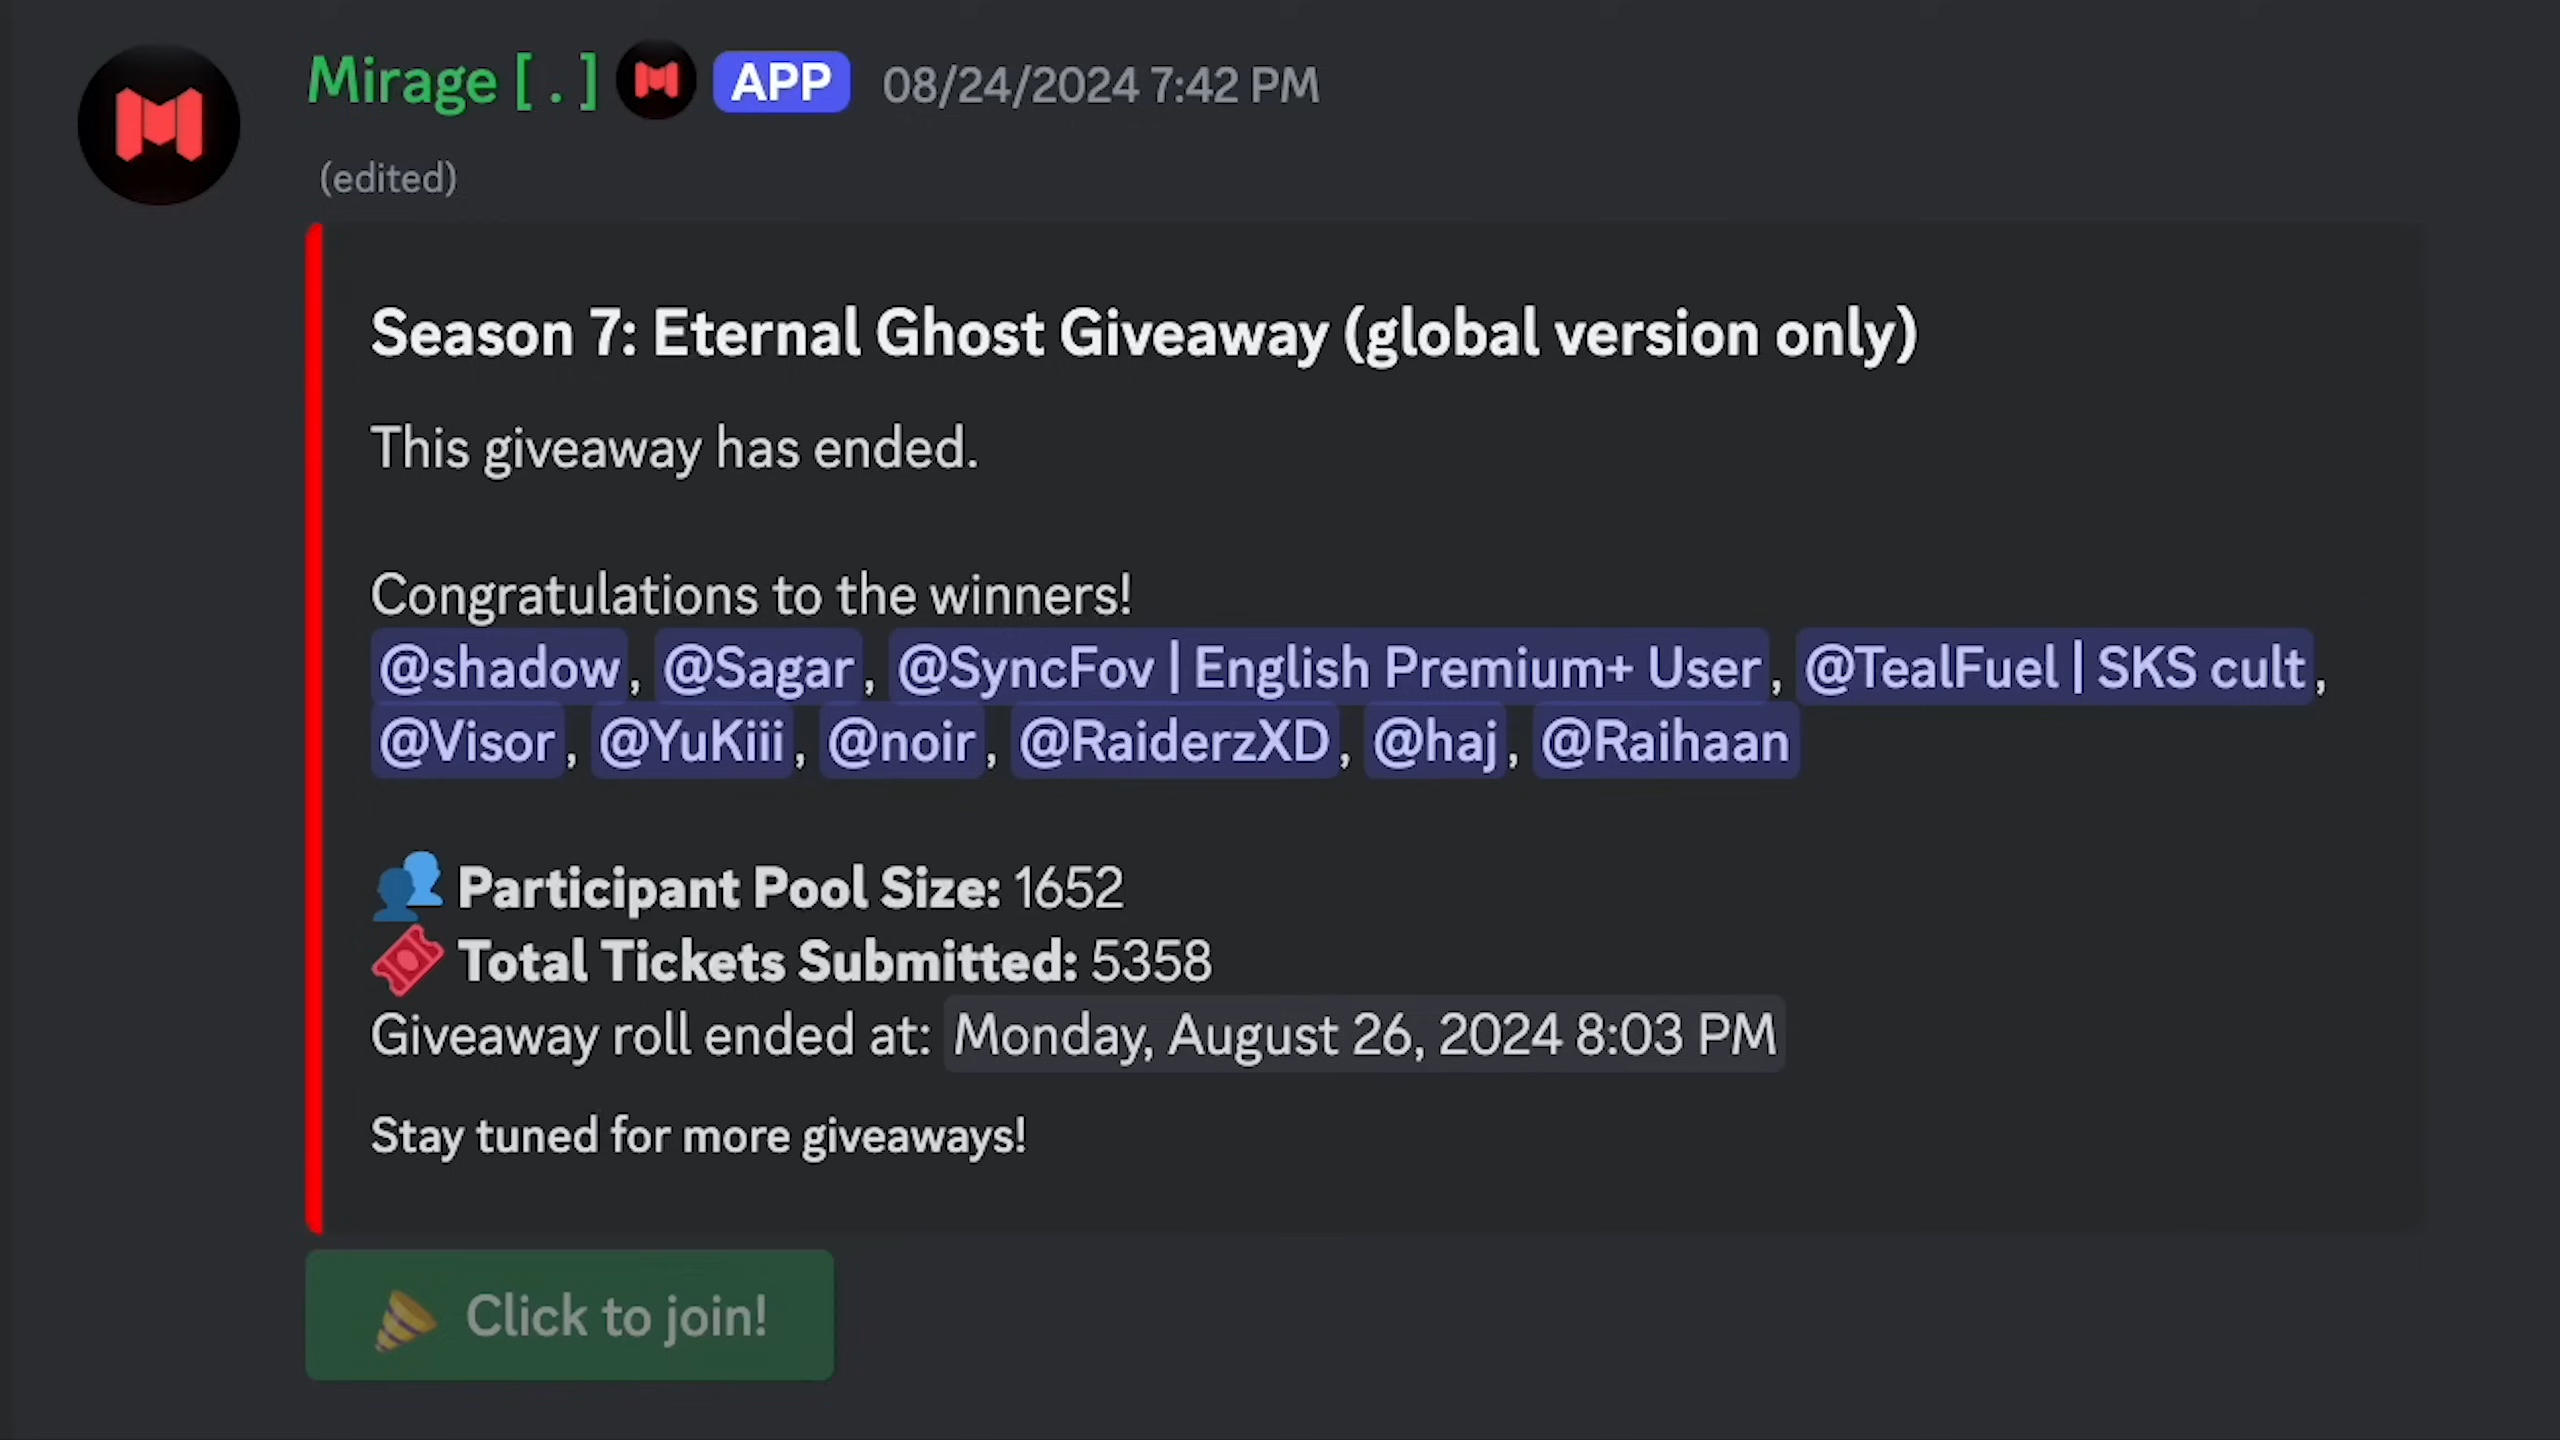 Mirage [ . ] APP 08/24/2024 7:42 PM
(edited)
Season 7: Eternal Ghost Giveaway (global version only)
This giveaway has ended.
Congratulations to the winners!
@shadow, @Sagar, @SyncFov | English Premium+ User, @TealFuel | SKS cult,
@Visor, @YuKiii, @noir, @RaiderzXD, @haj, @Raihaan
Participant Pool Size: 1652
Total Tickets Submitted: 5358
Giveaway roll ended at: Monday, August 26, 2024 8:03 PM
Stay tuned for more giveaways!
Click to join!